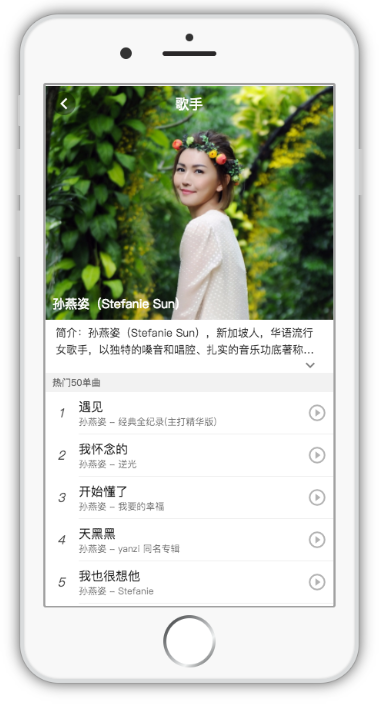 歌手
孙燕姿（Stefanie Sun）
简介：孙燕姿（Stefanie Sun），新加坡人，华语流行
女歌手，以独特的嗓音和唱腔、扎实的音乐功底著称...
热门50单曲
1 遇见
孙燕姿 - 经典全纪录(主打精华版)
2 我怀念的
孙燕姿 - 逆光
3 开始懂了
孙燕姿 - 我要的幸福
4 天黑黑
孙燕姿 - yanzi 同名专辑
5 我也很想他
孙燕姿 - Stefanie